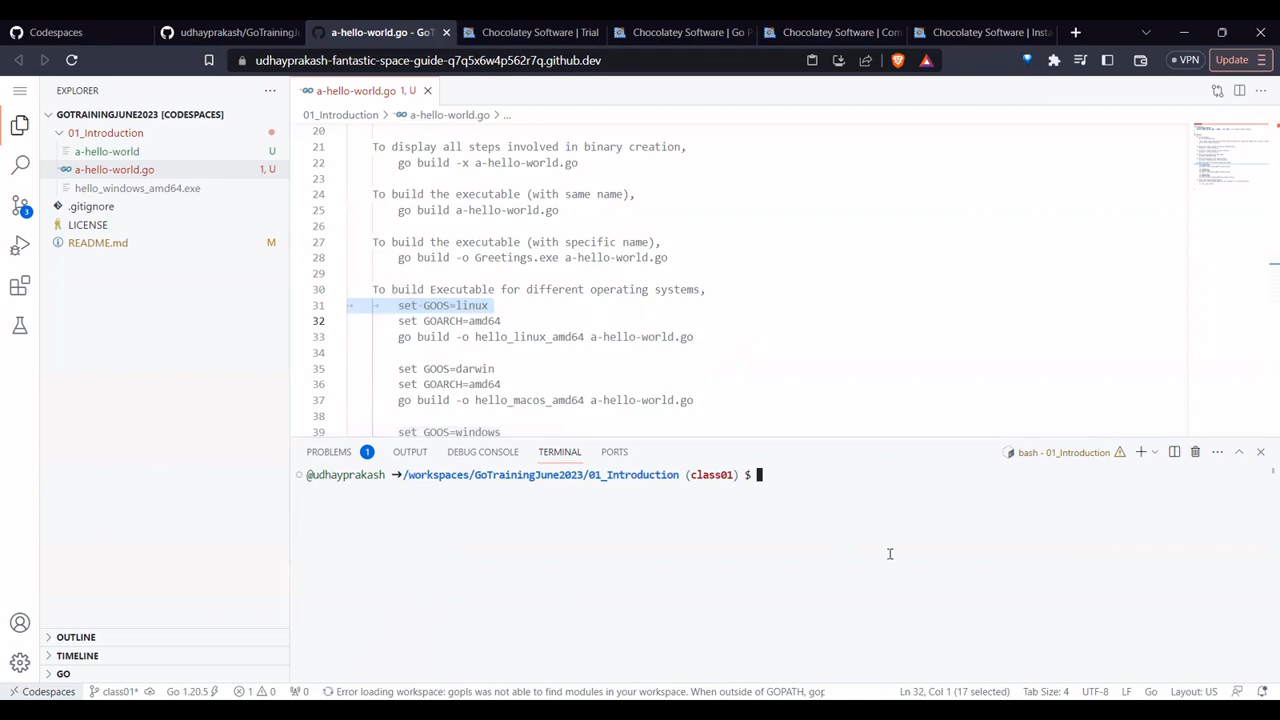 Codespaces
udhayprakash/GoTrainingJu
a-hello-world.go - GoT
Chocolatey Software | Trial
Chocolatey Software | Go P
Chocolatey Software | Com
Chocolatey Software | Insta
udhayprakash-fantastic-space-guide-q7q5x6w4p562r7q.github.dev
VPN
Update
EXPLORER
GOTRAININGJUNE2023 [CODESPACES]
01_Introduction
a-hello-world U
a-hello-world.go 1, U
hello_windows_amd64.exe
.gitignore
LICENSE
README.md M
3
a-hello-world.go 1, U
01_Introduction > a-hello-world.go > ...
20
21 To display all steps involved in binary creation,
22 go build -x a-hello-world.go
23
24 To build the executable (with same name),
25 go build a-hello-world.go
26
27 To build the executable (with specific name),
28 go build -o Greetings.exe a-hello-world.go
29
30 To build Executable for different operating systems,
31 set GOOS=linux
32 set GOARCH=amd64
33 go build -o hello_linux_amd64 a-hello-world.go
34
35 set GOOS=darwin
36 set GOARCH=amd64
37 go build -o hello_macos_amd64 a-hello-world.go
38
39 set GOOS=windows
PROBLEMS 1 OUTPUT DEBUG CONSOLE TERMINAL PORTS
bash - 01_Introduction
@udhayprakash →/workspaces/GoTrainingJune2023/01_Introduction (class01) $
OUTLINE
TIMELINE
GO
Codespaces class01* Go 1.20.5 1 0 0 Error loading workspace: gopls was not able to find modules in your workspace. When outside of GOPATH, gop Ln 32, Col 1 (17 selected) Tab Size: 4 UTF-8 LF Go Layout: US